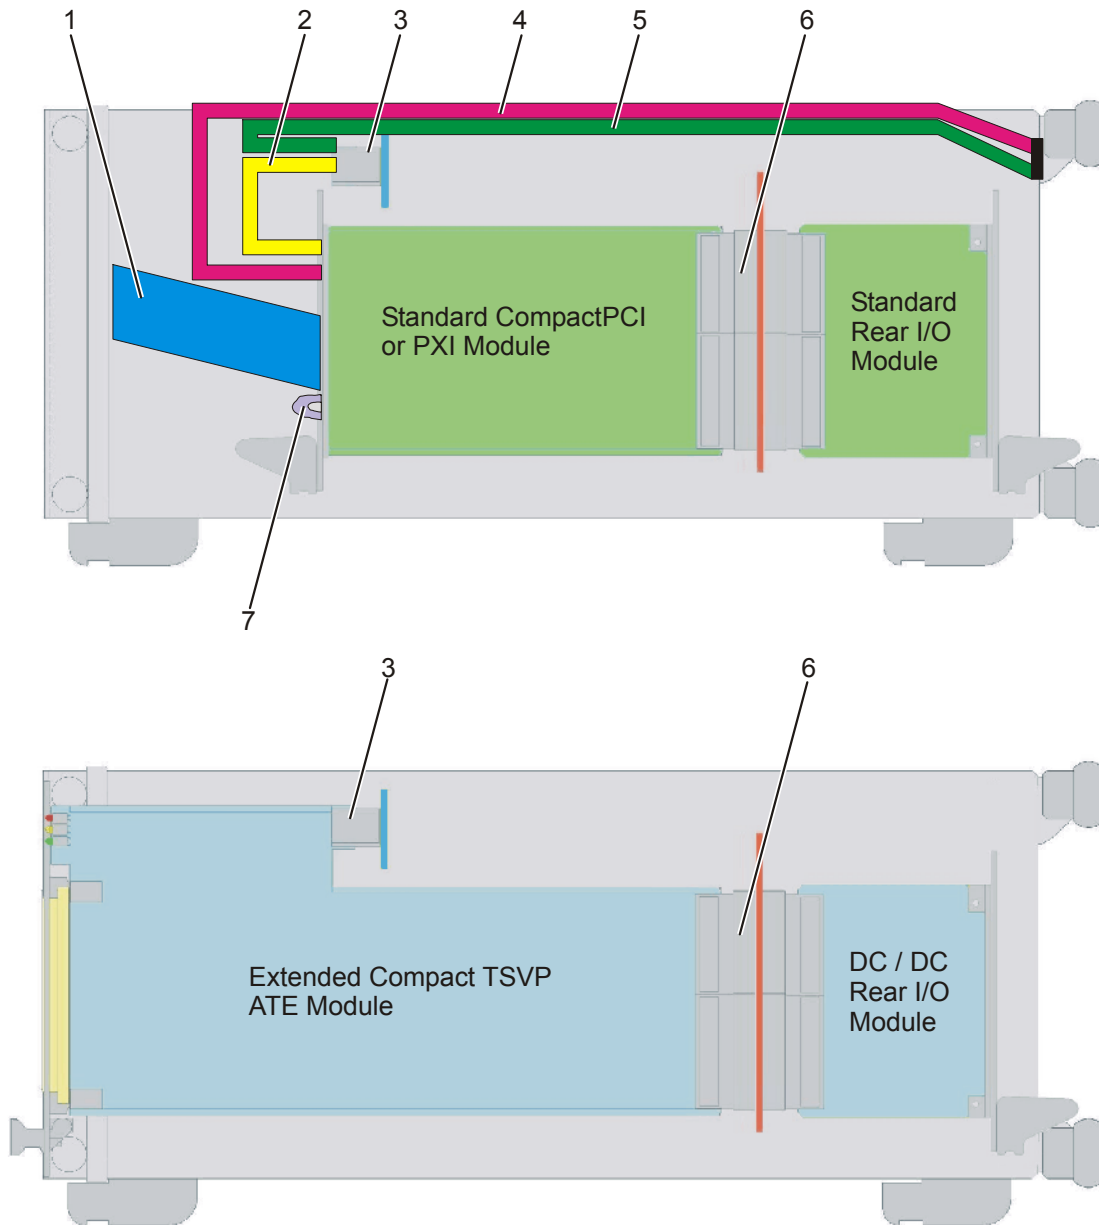 1 2 3 4 5 6
Standard CompactPCI
or PXI Module
Standard
Rear I/O
Module
7
3 6
Extended Compact TSVP
ATE Module
DC / DC
Rear I/O
Module